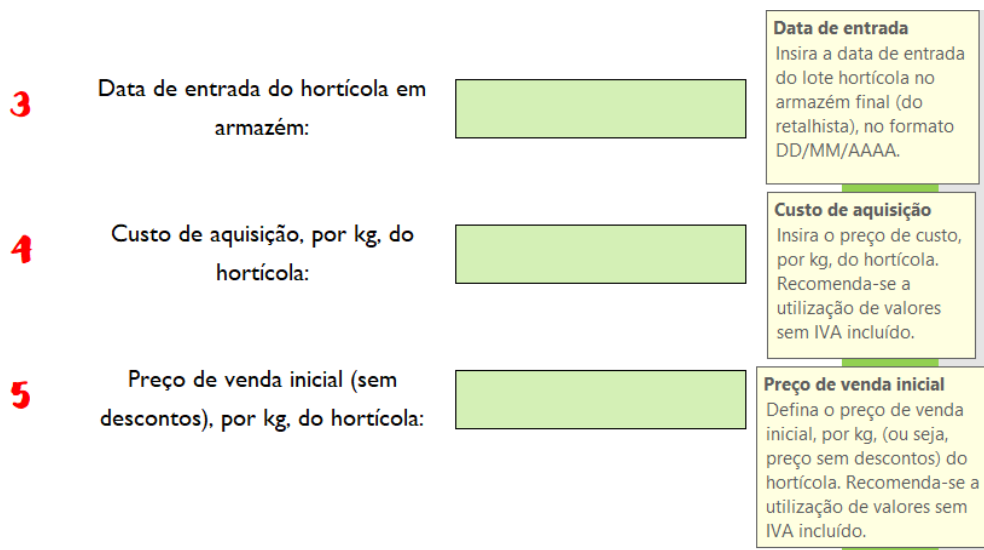 3
Data de entrada do hortícola em
armazém:
Data de entrada
Insira a data de entrada
do lote hortícola no
armazém final (do
retalhista), no formato
DD/MM/AAAA.
4
Custo de aquisição, por kg, do
hortícola:
Custo de aquisição
Insira o preço de custo,
por kg, do hortícola.
Recomenda-se a
utilização de valores
sem IVA incluído.
5
Preço de venda inicial (sem
descontos), por kg, do hortícola:
Preço de venda inicial
Defina o preço de venda
inicial, por kg, (ou seja,
preço sem descontos) do
hortícola. Recomenda-se a
utilização de valores sem
IVA incluído.